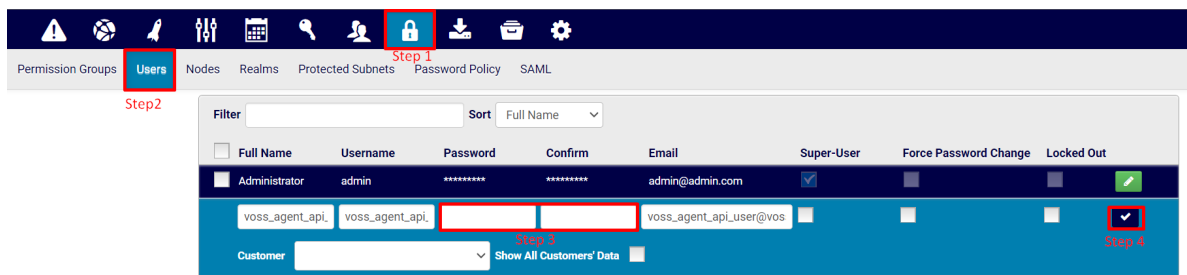 Step 1
Permission Groups Users Nodes Realms Protected Subnets Password Policy SAML
Step2
Filter Sort Full Name
Full Name Username Password Confirm Email Super-User Force Password Change Locked Out
Administrator admin ********* ********* admin@admin.com
voss_agent_api_ voss_agent_api_ voss_agent_api_user@vos
Step 3 Step 4
Customer Show All Customers' Data